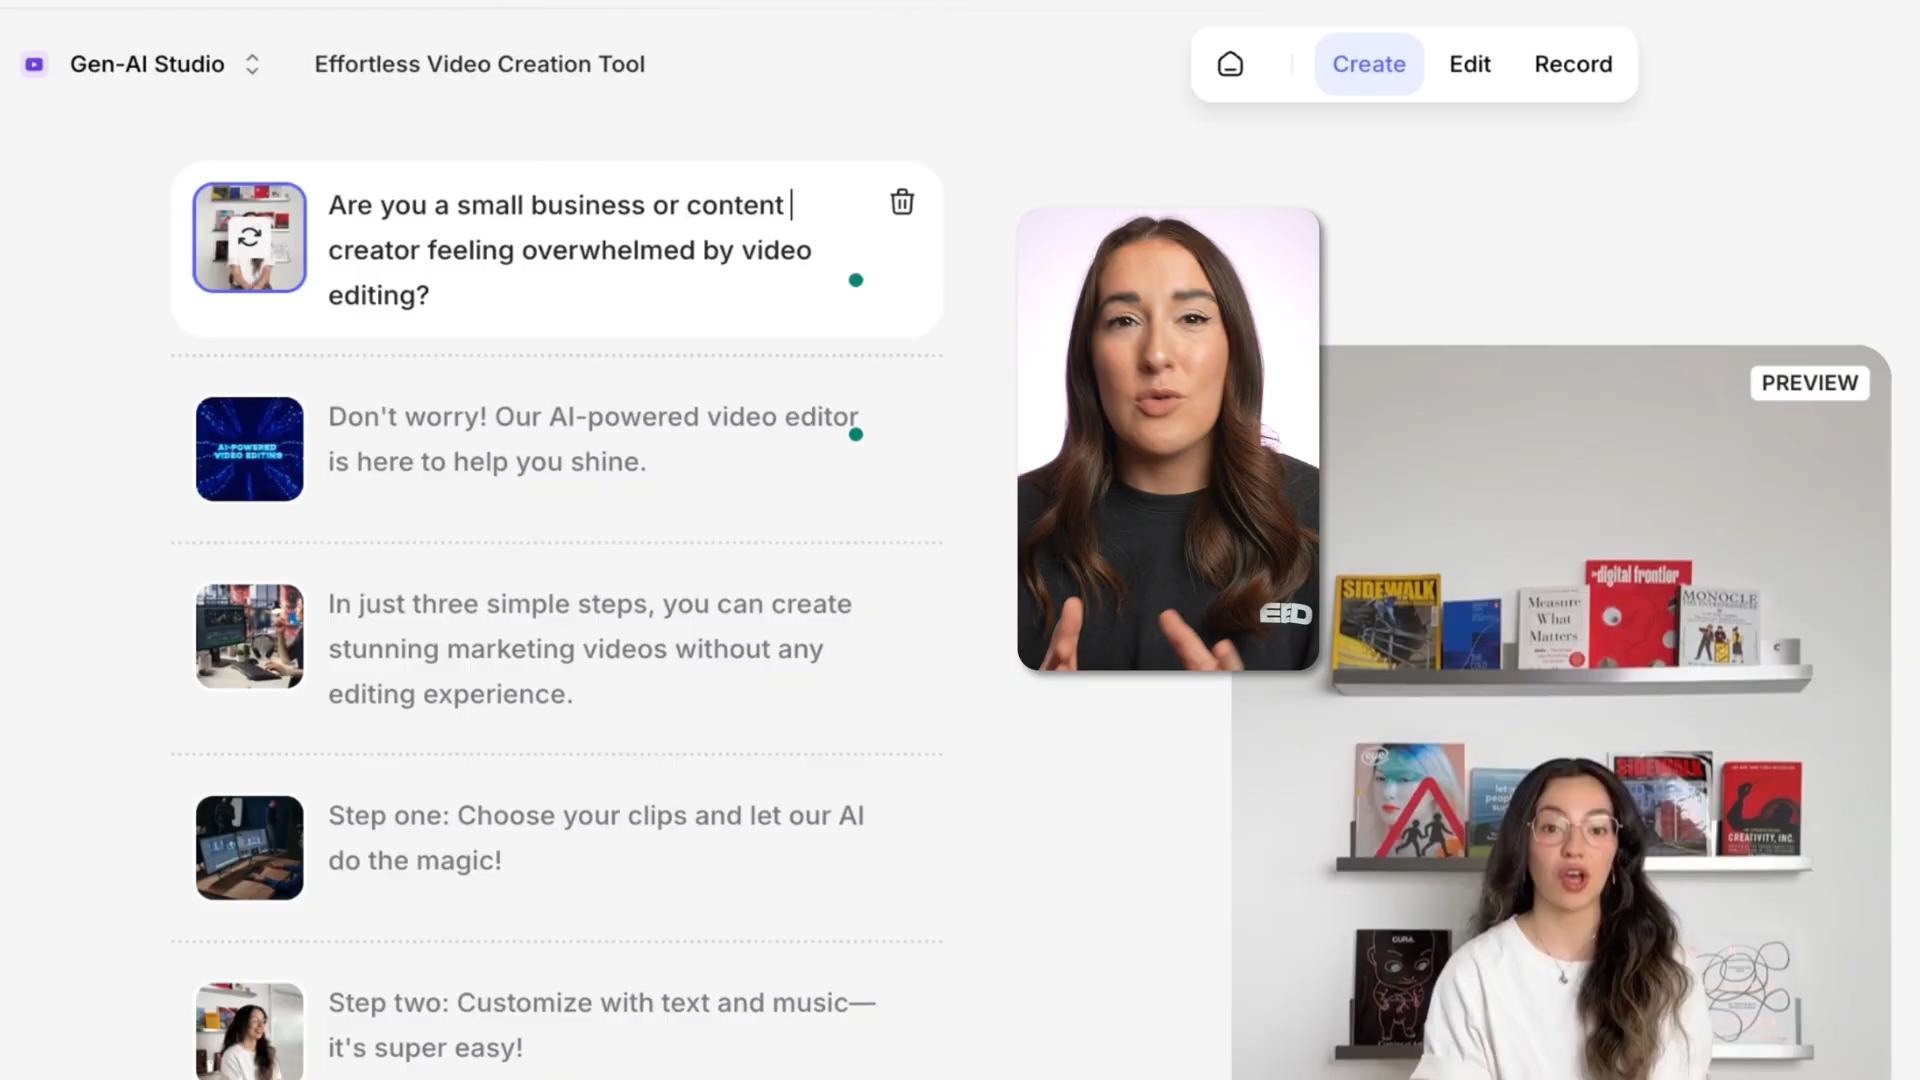 Gen-AI Studio
Effortless Video Creation Tool
Create
Edit
Record
Are you a small business or content
creator feeling overwhelmed by video
editing?
AI-POWERED
VIDEO EDITING
Don't worry! Our AI-powered video editor
is here to help you shine.
In just three simple steps, you can create
stunning marketing videos without any
editing experience.
Step one: Choose your clips and let our AI
do the magic!
Step two: Customize with text and music—
it's super easy!
PREVIEW
SIDEWALK
digital frontier
Measure
What
Matters
MONOCLE
THE ENTREPRENEURS
SIDEWALK
CREATIVITY, INC.
CURA.